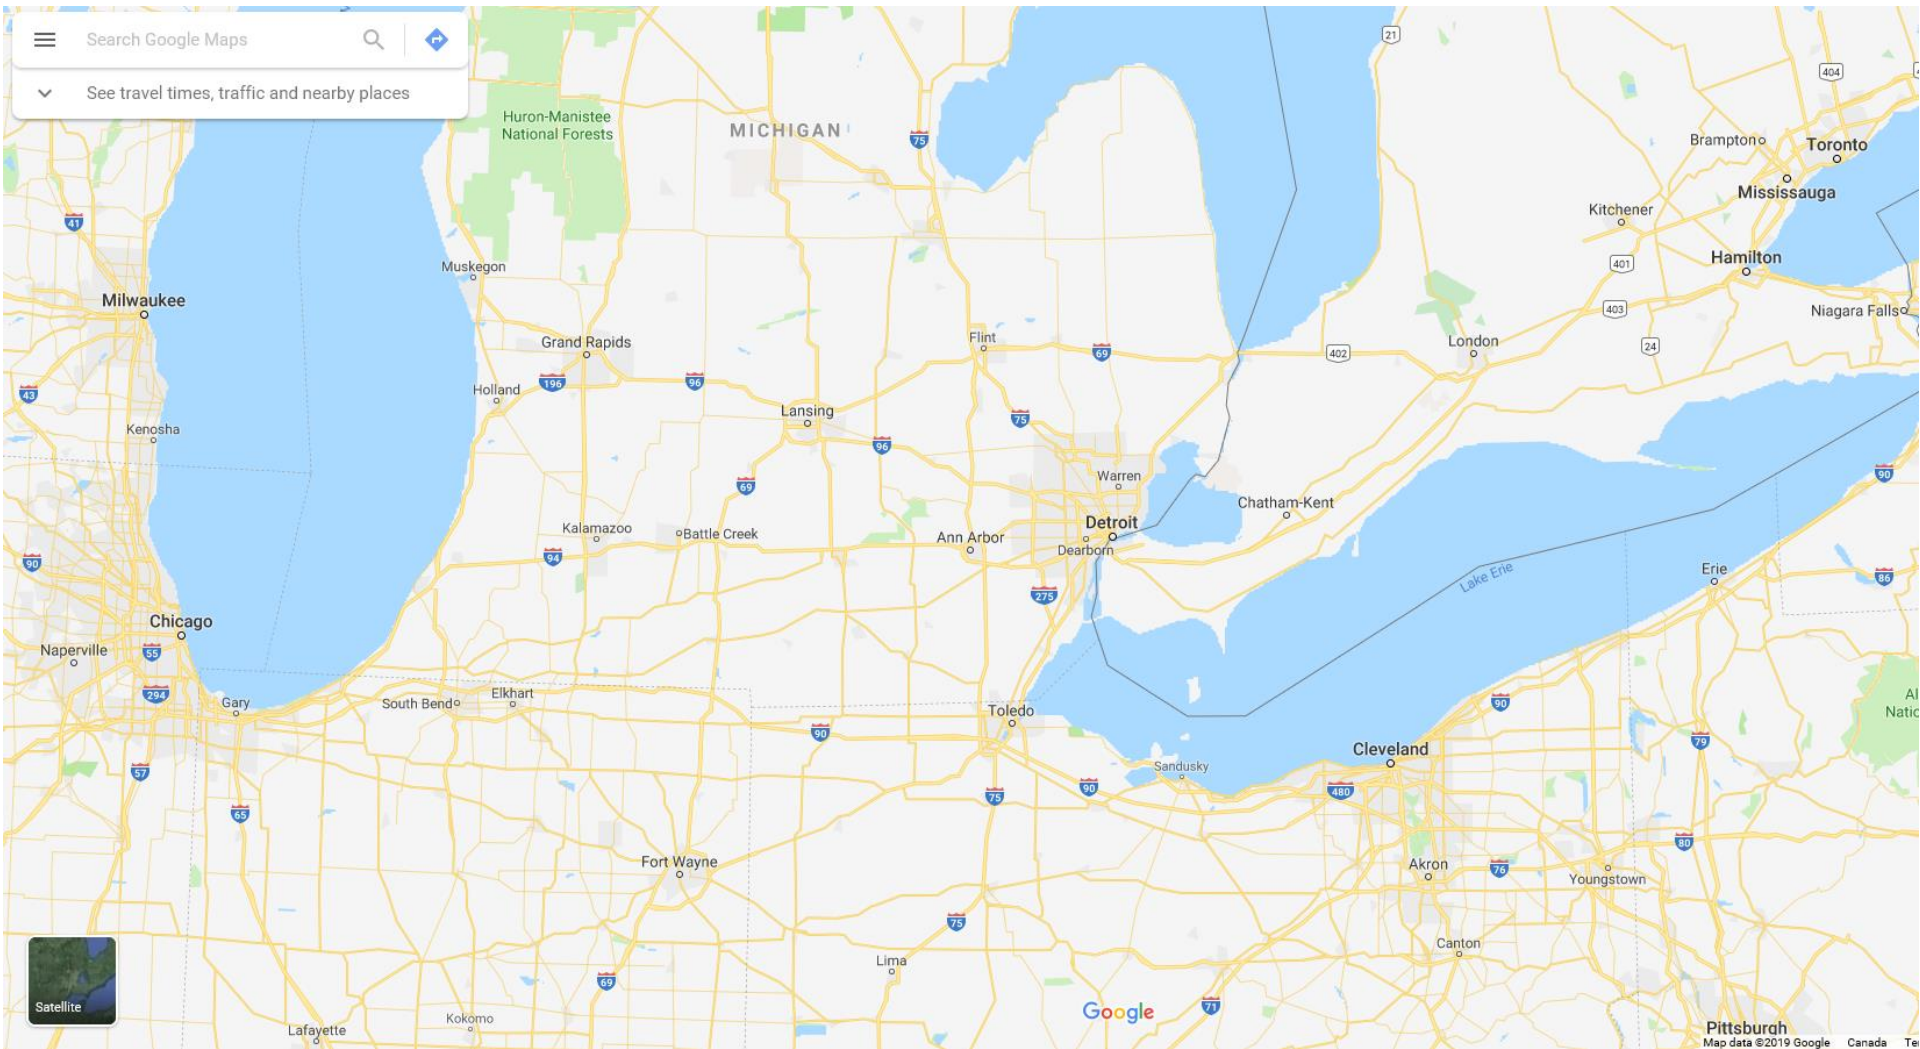 Search Google Maps
See travel times, traffic and nearby places
21
404
Huron-Manistee
National Forests
MICHIGAN
75
Brampton
Toronto
Mississauga
Kitchener
41
401
Hamilton
Muskegon
Milwaukee
403
Niagara Falls
Grand Rapids
Flint
69
402
London
24
196
96
Holland
43
75
Lansing
Kenosha
96
69
Warren
90
Chatham-Kent
Kalamazoo
Battle Creek
Ann Arbor
Detroit
Dearborn
94
90
275
Lake Erie
Erie
86
Chicago
Naperville
55
294
Gary
South Bend
Elkhart
Toledo
90
Al
Natio
90
79
Cleveland
57
Sandusky
65
75
90
480
80
Fort Wayne
Akron
76
Youngstown
75
Canton
Lima
69
71
Google
Satellite
Lafayette
Kokomo
Pittsburgh
Map data ©2019 Google Canada